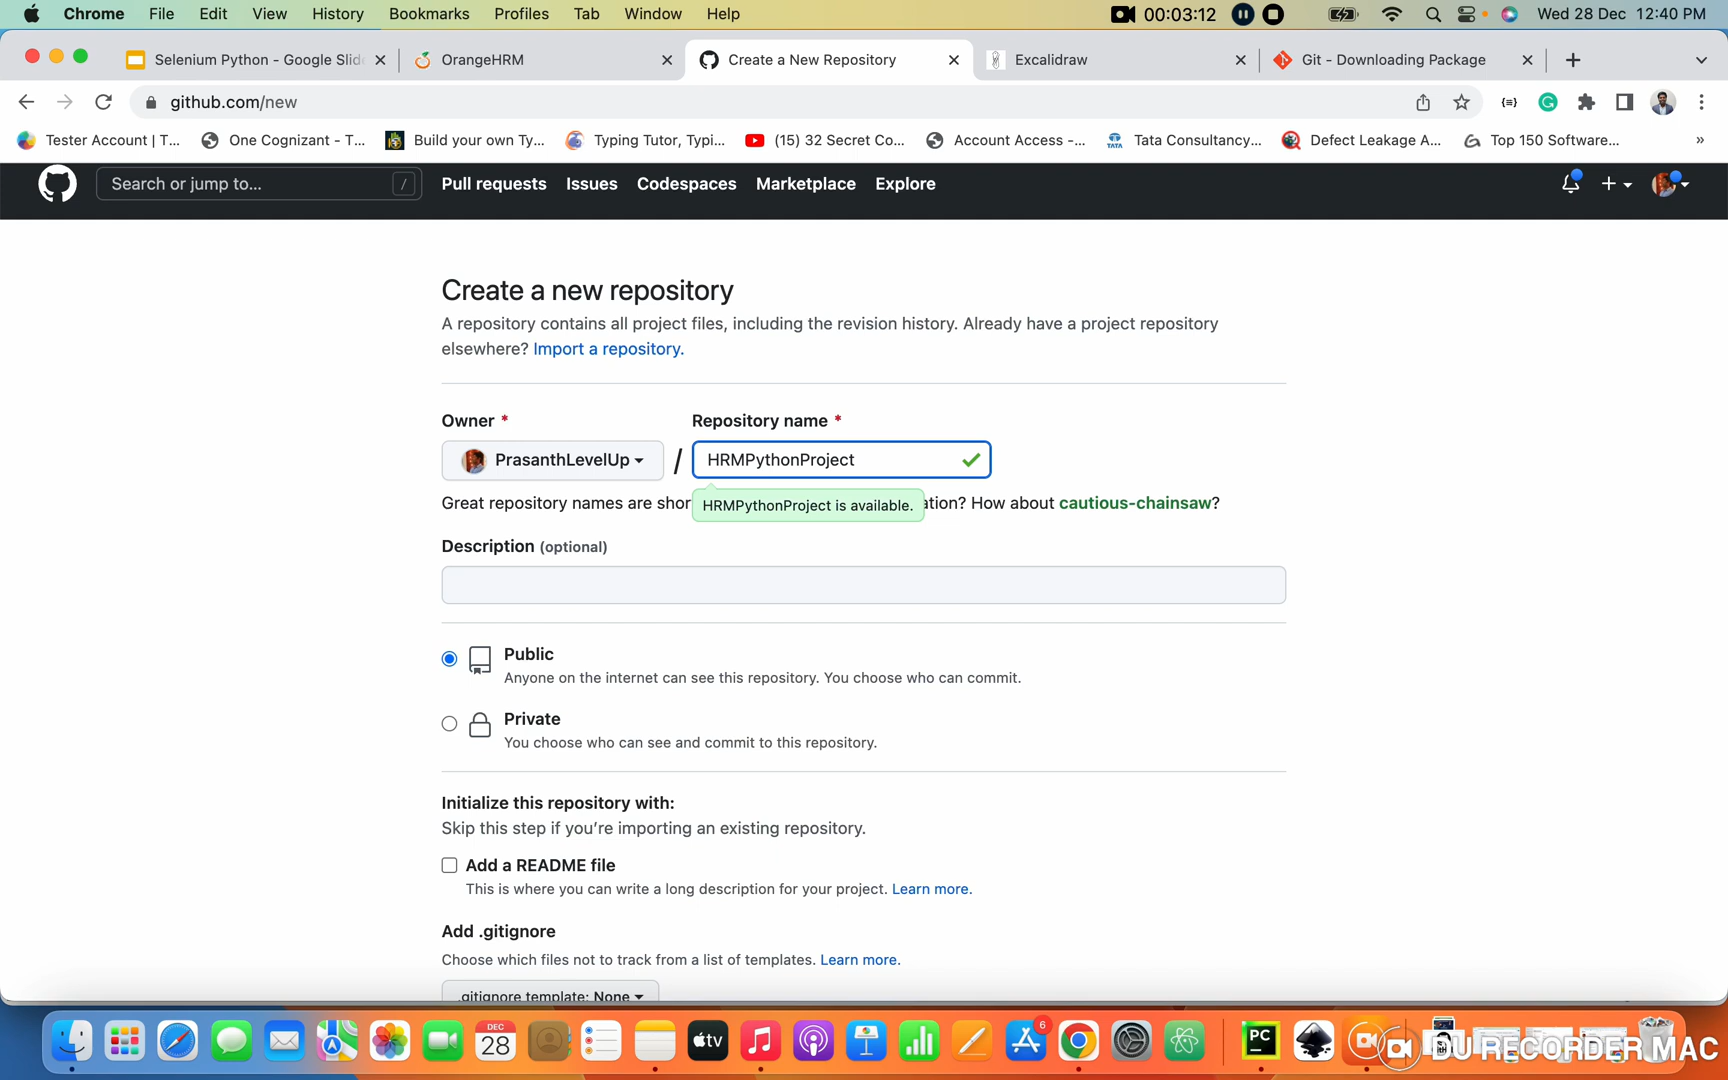 Chrome File Edit View History Bookmarks Profiles Tab Window Help 00:03:12 Wed 28 Dec 12:40 PM
Selenium Python - Google Slid OrangeHRM Create a New Repository Excalidraw Git - Downloading Package
github.com/new
Tester Account | T... One Cognizant - T... Build your own Ty... Typing Tutor, Typi... (15) 32 Secret Co... Account Access -... TATA Tata Consultancy... Defect Leakage A... Top 150 Software... »
Search or jump to... / Pull requests Issues Codespaces Marketplace Explore
Create a new repository
A repository contains all project files, including the revision history. Already have a project repository
elsewhere? Import a repository.
Owner * Repository name *
PrasanthLevelUp / HRMPythonProject
Great repository names are shor HRMPythonProject is available. ation? How about cautious-chainsaw?
Description (optional)
Public
Anyone on the internet can see this repository. You choose who can commit.
Private
You choose who can see and commit to this repository.
Initialize this repository with:
Skip this step if you're importing an existing repository.
Add a README file
This is where you can write a long description for your project. Learn more.
Add .gitignore
Choose which files not to track from a list of templates. Learn more.
.gitignore template: None
DEC
28 tv 6 PC
DU RECORDER MAC